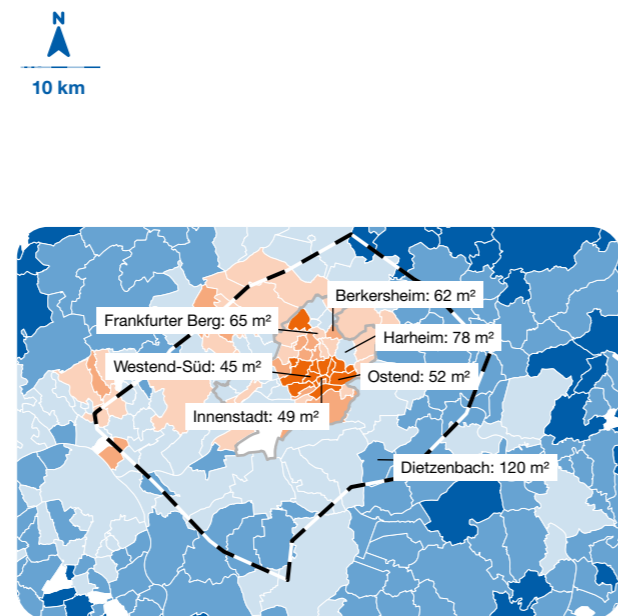 N
10 km
Berkersheim: 62 m²
Frankfurter Berg: 65 m²
Harheim: 78 m²
Westend-Süd: 45 m²
Ostend: 52 m²
Innenstadt: 49 m²
Dietzenbach: 120 m²